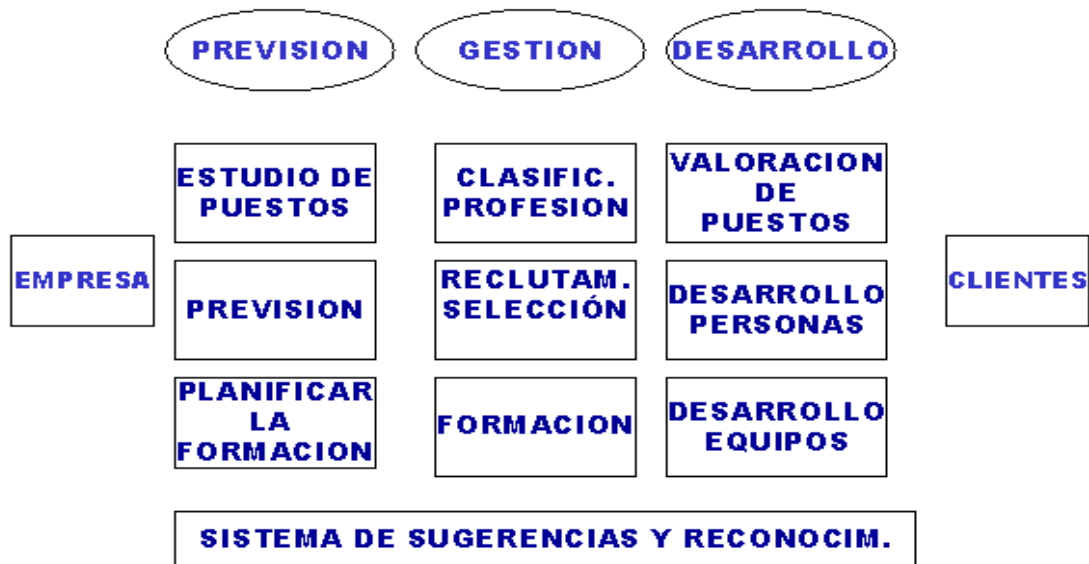 PREVISION
GESTION
DESARROLLO
ESTUDIO DE
PUESTOS
CLASIFIC.
PROFESION
VALORACION
DE
PUESTOS
EMPRESA
PREVISION
RECLUTAM.
SELECCIÓN
DESARROLLO
PERSONAS
CLIENTES
PLANIFICAR
LA
FORMACION
FORMACION
DESARROLLO
EQUIPOS
SISTEMA DE SUGERENCIAS Y RECONOCIM.